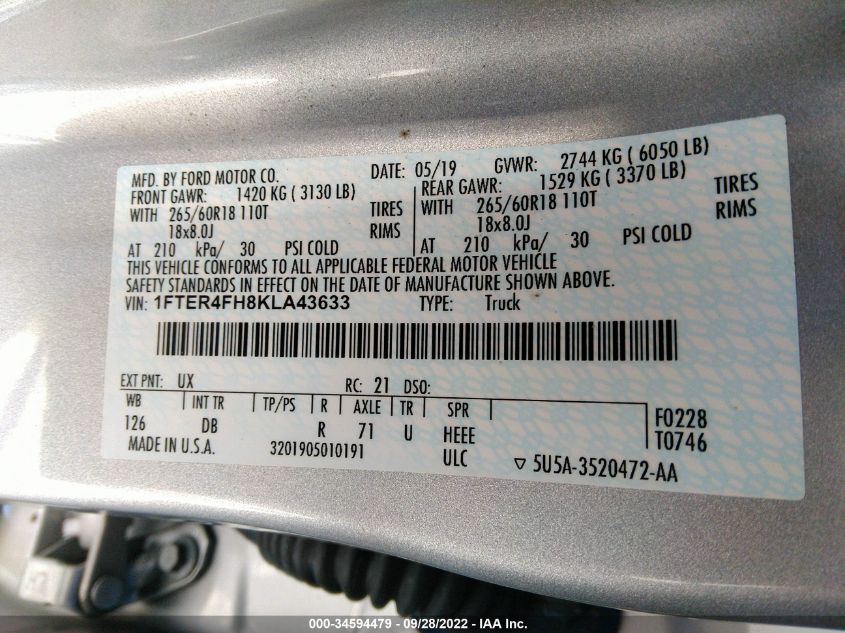 MFD. BY FORD MOTOR CO. DATE: 05/19 GVWR: 2744 KG ( 6050 LB)
FRONT GAWR: 1420 KG ( 3130 LB) REAR GAWR: 1529 KG ( 3370 LB)
WITH 265/60R18 110T TIRES WITH 265/60R18 110T TIRES
18x8.0J RIMS 18x8.0J RIMS
AT 210 kPa/ 30 PSI COLD AT 210 kPa/ 30 PSI COLD
THIS VEHICLE CONFORMS TO ALL APPLICABLE FEDERAL MOTOR VEHICLE
SAFETY STANDARDS IN EFFECT ON THE DATE OF MANUFACTURE SHOWN ABOVE.
VIN: 1FTER4FH8KLA43633 TYPE: Truck
EXT PNT: UX RC: 21 DSO:
WB INT TR TP/PS R AXLE TR SPR F0228
126 DB R 71 U HEEE T0746
MADE IN U.S.A. 3201905010191 ULC ▽ 5U5A-3520472-AA
000-34594479 - 09/28/2022 - IAA Inc.